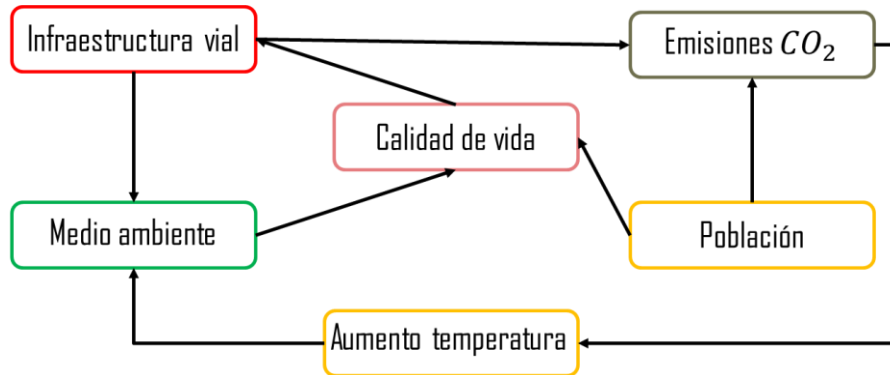 Infraestructura vial
Emisiones CO₂
Calidad de vida
Medio ambiente
Población
Aumento temperatura